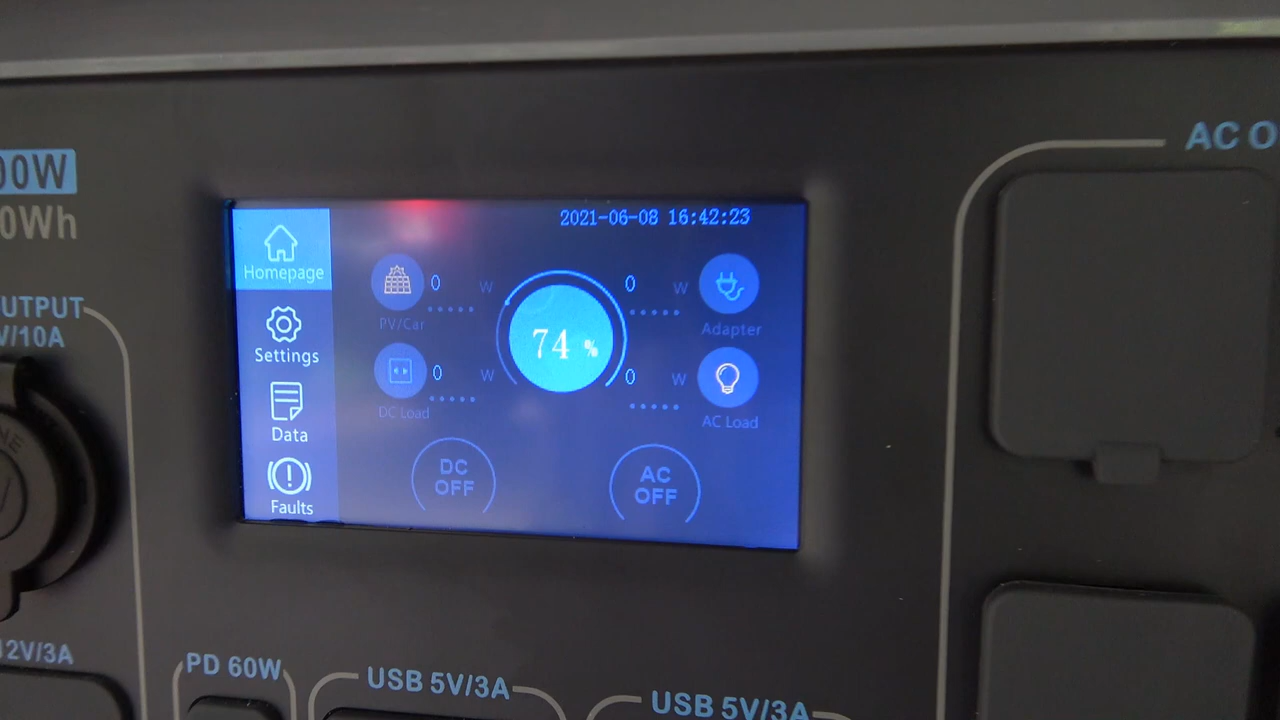 00W
0Wh
UTPUT
V/10A
12V/3A
AC O
2021-06-08 16:42:23
Homepage
Settings
Data
Faults
0 W
PV/Car
0 W
DC Load
74 %
0 W
Adapter
0 W
AC Load
DC
OFF
AC
OFF
PD 60W
USB 5V/3A
USB 5V/3A